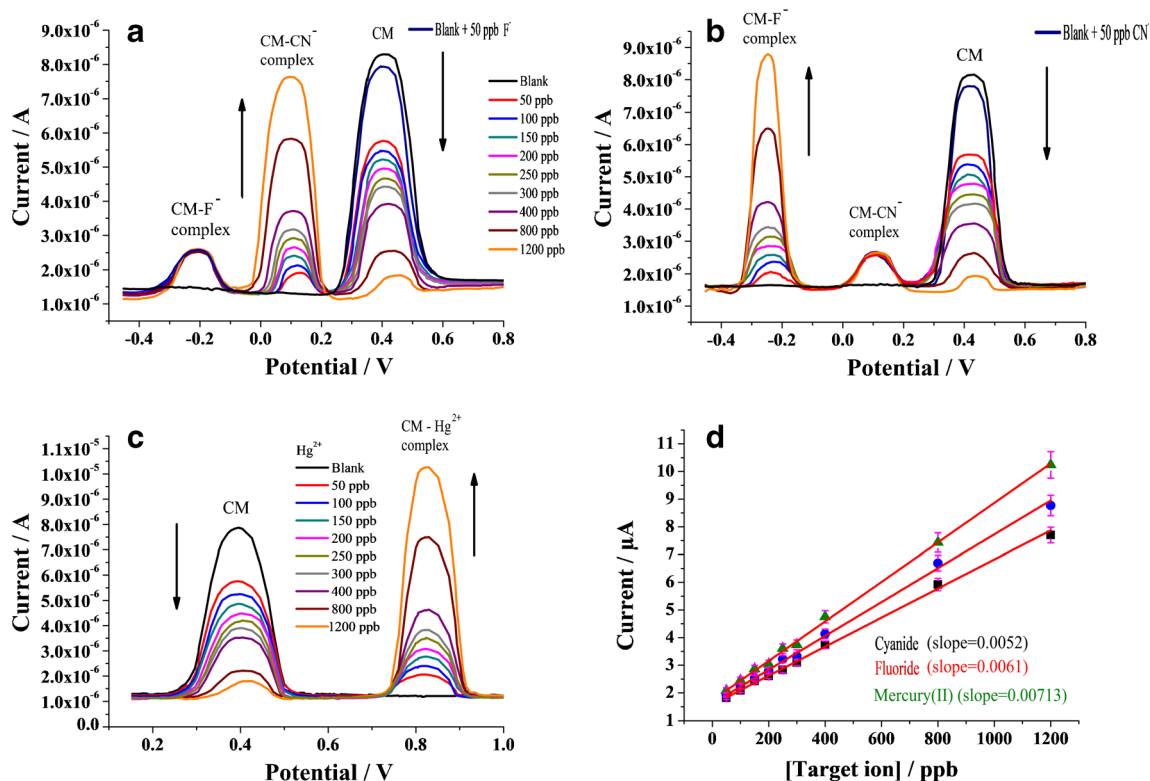 a
CM-F⁻
complex
CM-CN⁻
complex
CM
Blank + 50 ppb F⁻
Blank
50 ppb
100 ppb
150 ppb
200 ppb
250 ppb
300 ppb
400 ppb
800 ppb
1200 ppb
Current / A
9.0x10⁻⁶
8.0x10⁻⁶
7.0x10⁻⁶
6.0x10⁻⁶
5.0x10⁻⁶
4.0x10⁻⁶
3.0x10⁻⁶
2.0x10⁻⁶
1.0x10⁻⁶
-0.4 -0.2 0.0 0.2 0.4 0.6 0.8
Potential / V
b
CM-F⁻
complex
CM-CN⁻
complex
CM
Blank + 50 ppb CN⁻
Current / A
9.0x10⁻⁶
8.0x10⁻⁶
7.0x10⁻⁶
6.0x10⁻⁶
5.0x10⁻⁶
4.0x10⁻⁶
3.0x10⁻⁶
2.0x10⁻⁶
1.0x10⁻⁶
-0.4 -0.2 0.0 0.2 0.4 0.6 0.8
Potential / V
c
CM
Hg²⁺
Blank
50 ppb
100 ppb
150 ppb
200 ppb
250 ppb
300 ppb
400 ppb
800 ppb
1200 ppb
CM - Hg²⁺
complex
Current / A
1.1x10⁻⁵
1.0x10⁻⁵
9.0x10⁻⁶
8.0x10⁻⁶
7.0x10⁻⁶
6.0x10⁻⁶
5.0x10⁻⁶
4.0x10⁻⁶
3.0x10⁻⁶
2.0x10⁻⁶
1.0x10⁻⁶
0.0
0.2 0.4 0.6 0.8 1.0
Potential / V
d
Current / µA
11
10
9
8
7
6
5
4
3
2
1
Cyanide (slope=0.0052)
Fluoride (slope=0.0061)
Mercury(II) (slope=0.00713)
0 200 400 600 800 1000 1200
[Target ion] / ppb